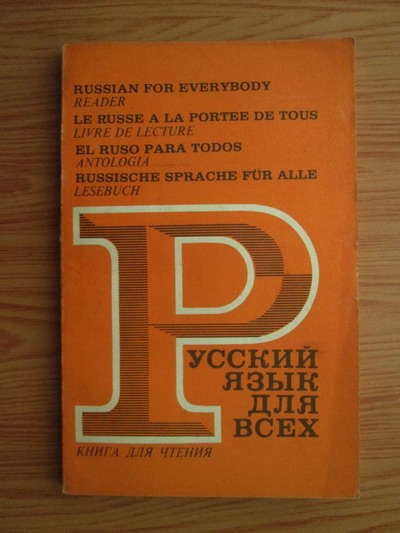 RUSSIAN FOR EVERYBODY
READER
LE RUSSE A LA PORTEE DE TOUS
LIVRE DE LECTURE
EL RUSO PARA TODOS
ANTOLOGIA
RUSSISCHE SPRACHE FÜR ALLE
LESEBUCH
РУССКИЙ
ЯЗЫК
ДЛЯ
ВСЕХ
КНИГА ДЛЯ ЧТЕНИЯ